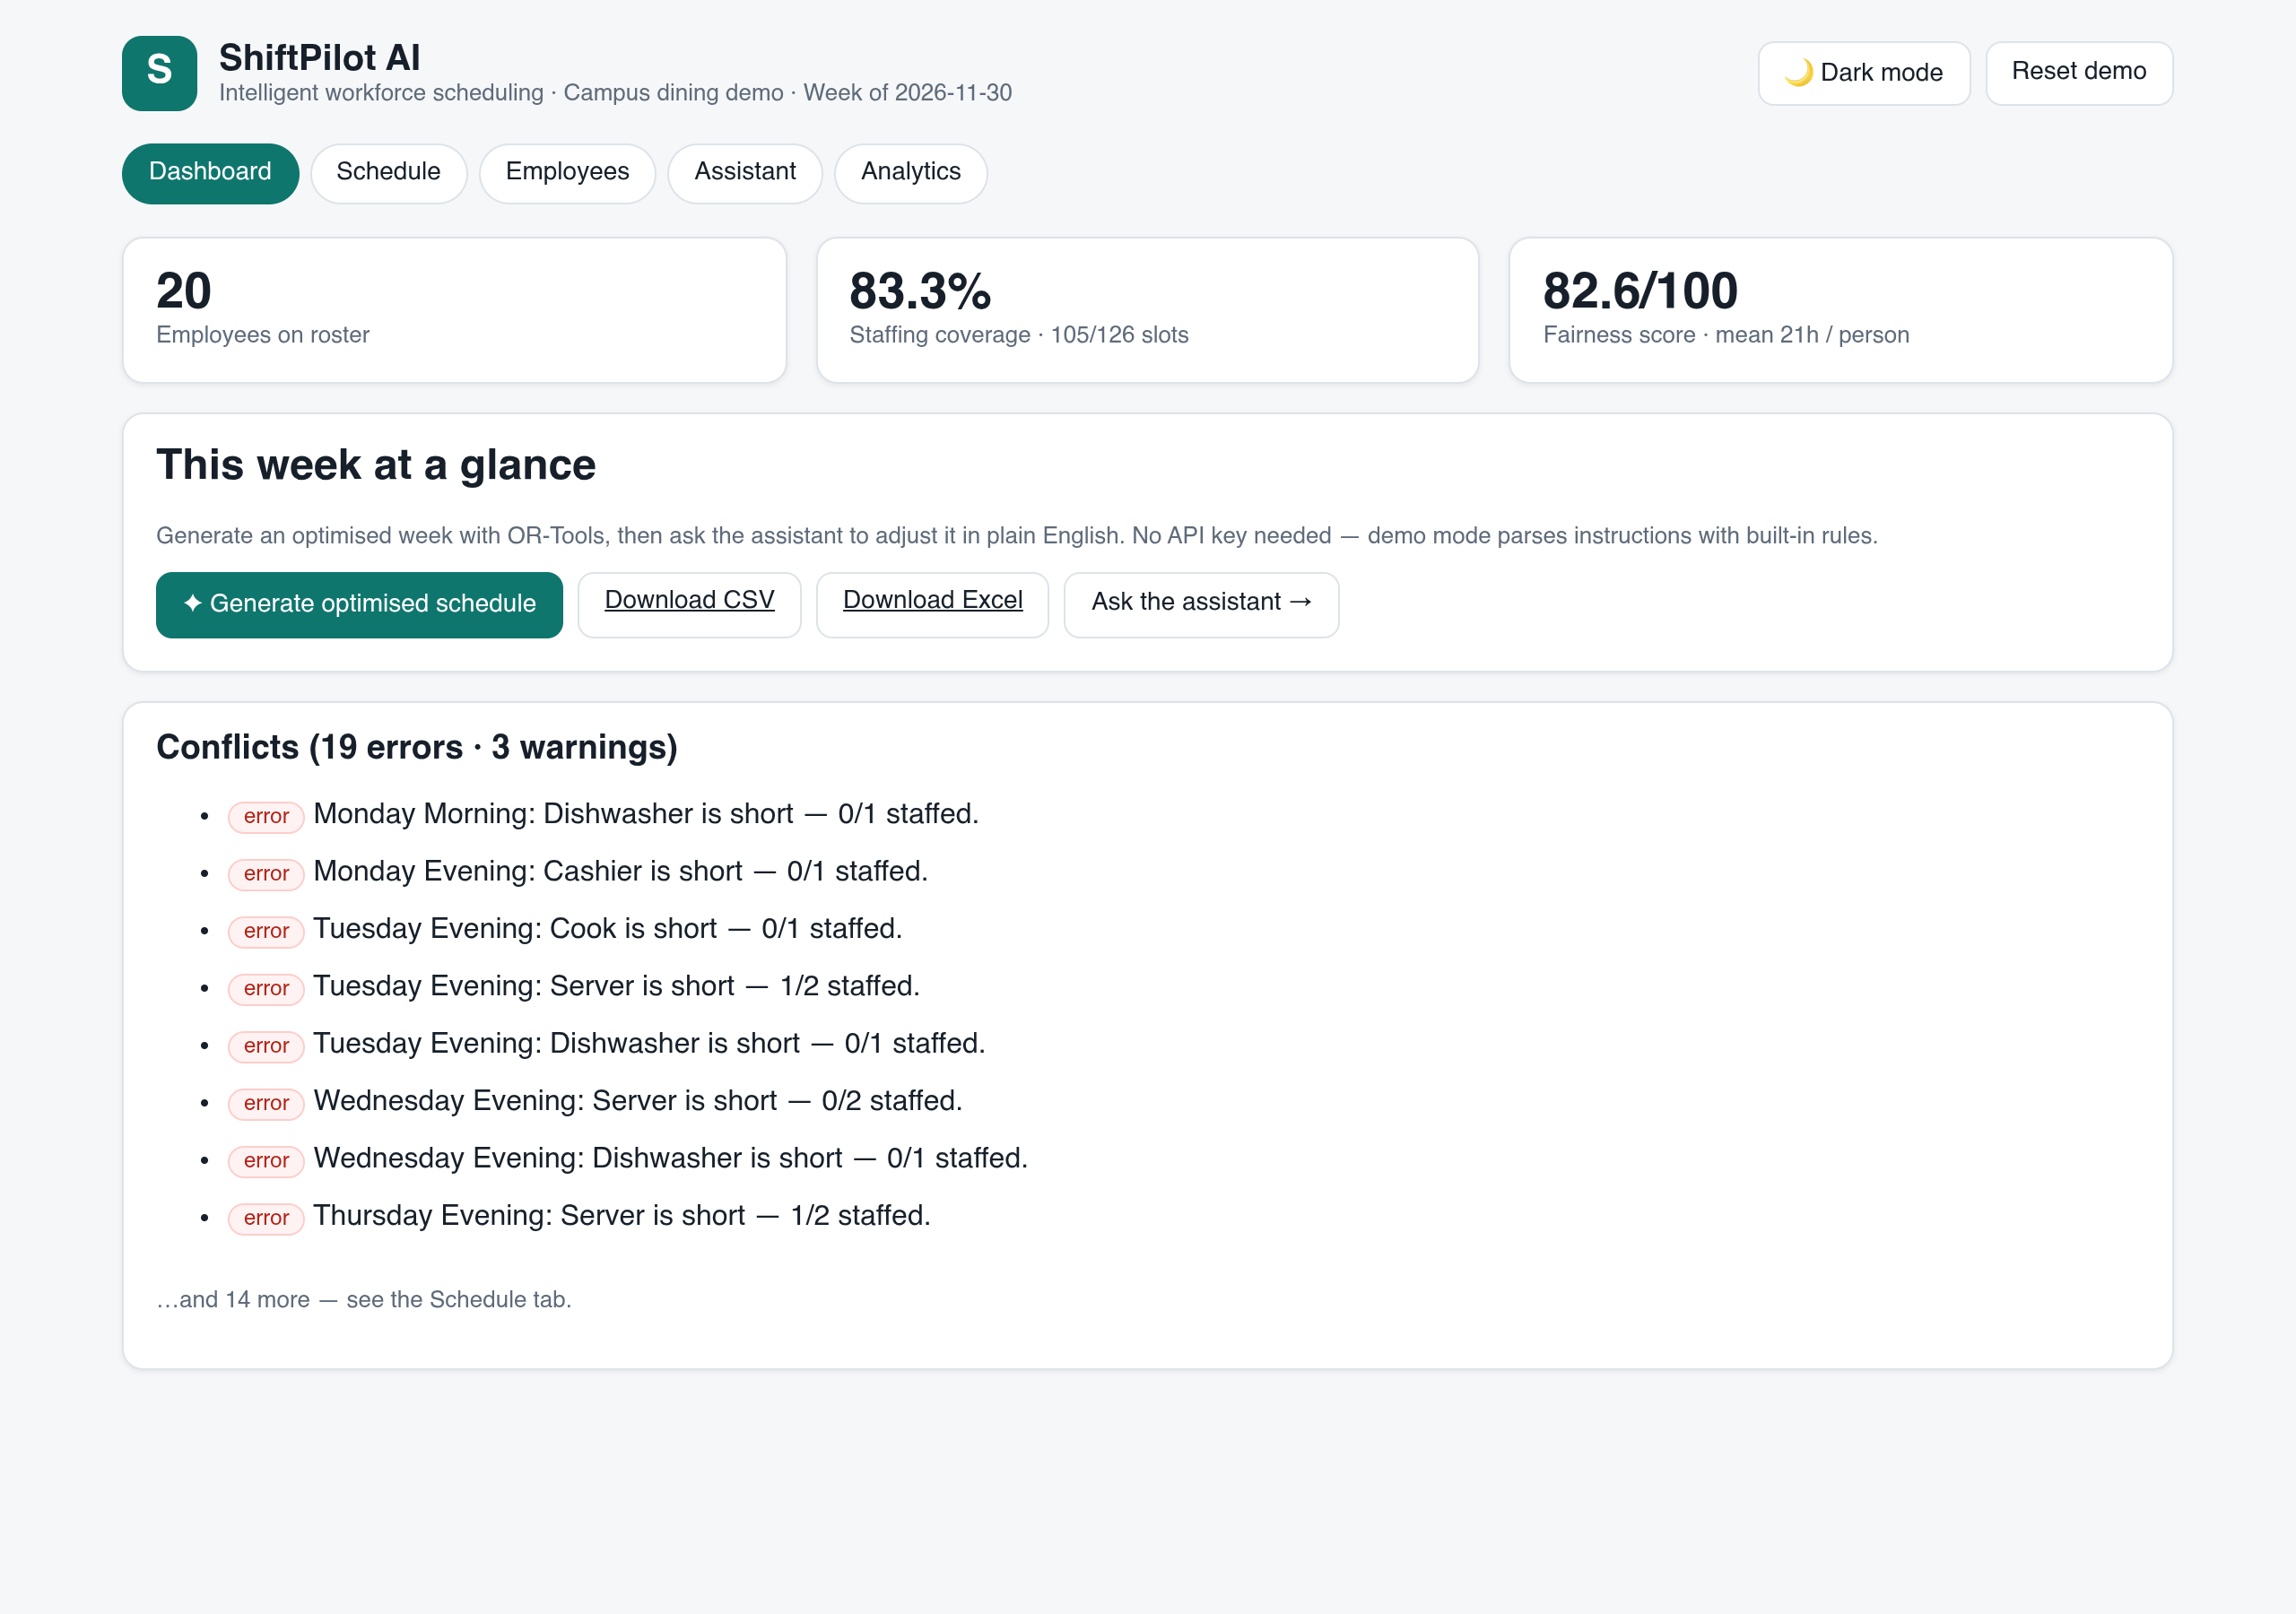 S
ShiftPilot AI
Intelligent workforce scheduling · Campus dining demo · Week of 2026-11-30
🌙 Dark mode
Reset demo
Dashboard
Schedule
Employees
Assistant
Analytics
20
Employees on roster
83.3%
Staffing coverage · 105/126 slots
82.6/100
Fairness score · mean 21h / person
This week at a glance
Generate an optimised week with OR-Tools, then ask the assistant to adjust it in plain English. No API key needed — demo mode parses instructions with built-in rules.
✦ Generate optimised schedule
Download CSV
Download Excel
Ask the assistant →
Conflicts (19 errors · 3 warnings)
• error Monday Morning: Dishwasher is short — 0/1 staffed.
• error Monday Evening: Cashier is short — 0/1 staffed.
• error Tuesday Evening: Cook is short — 0/1 staffed.
• error Tuesday Evening: Server is short — 1/2 staffed.
• error Tuesday Evening: Dishwasher is short — 0/1 staffed.
• error Wednesday Evening: Server is short — 0/2 staffed.
• error Wednesday Evening: Dishwasher is short — 0/1 staffed.
• error Thursday Evening: Server is short — 1/2 staffed.
…and 14 more — see the Schedule tab.